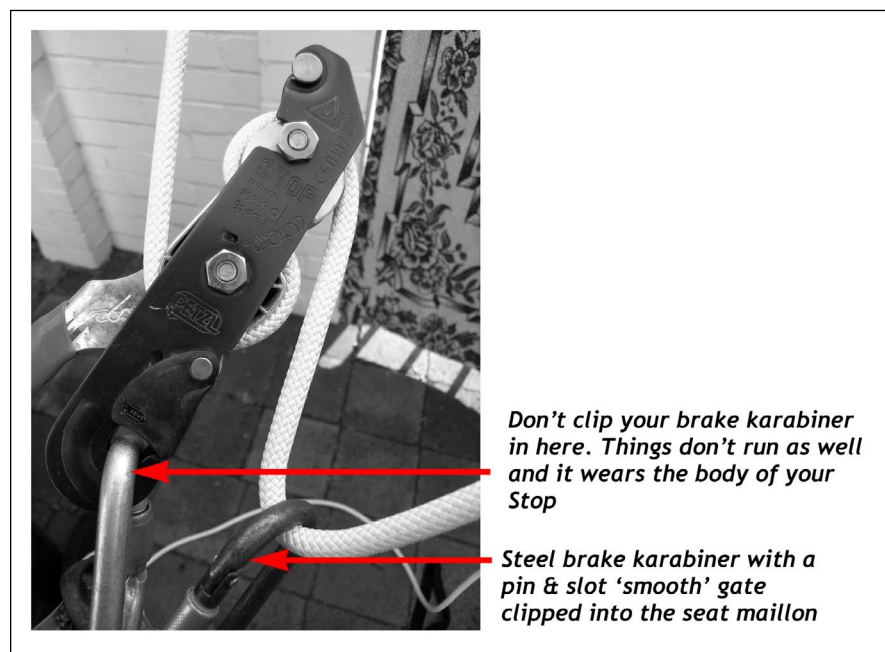 STOP
PETZL
Don’t clip your brake karabiner
in here. Things don’t run as well
and it wears the body of your
Stop
Steel brake karabiner with a
pin & slot ‘smooth’ gate
clipped into the seat maillon